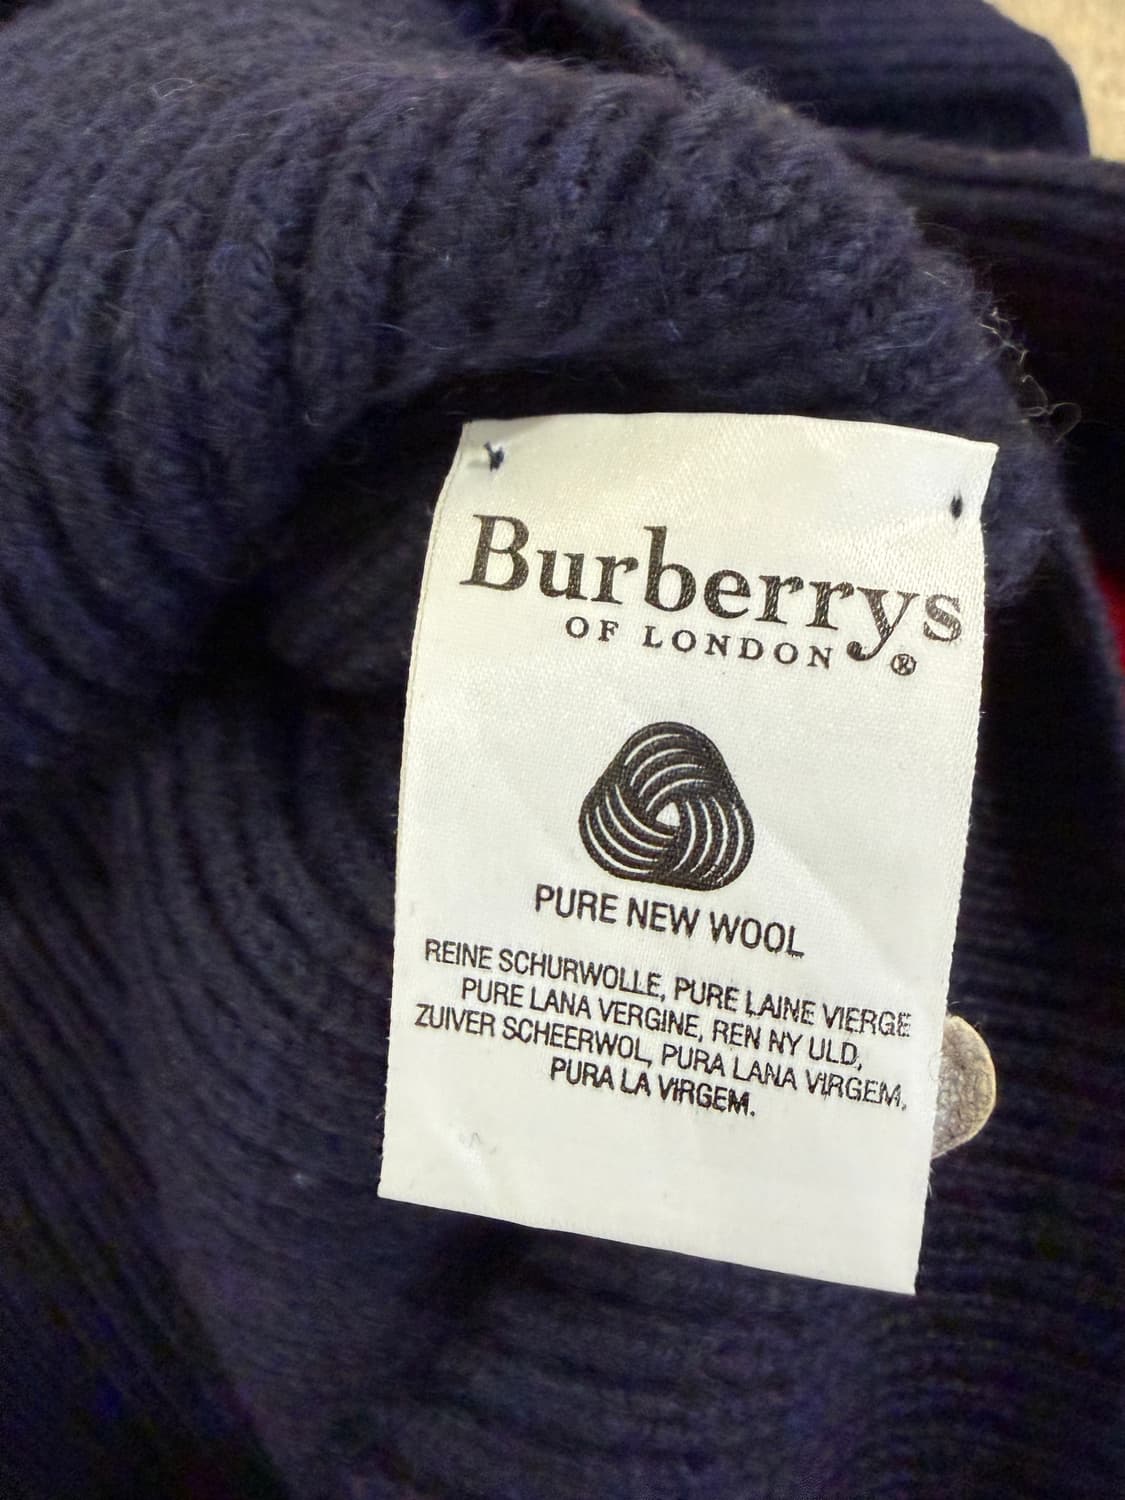 Burberrys
OF LONDON ®
PURE NEW WOOL
REINE SCHURWOLLE, PURE LAINE VIERGE
PURE LANA VERGINE, REN NY ULD,
ZUIVER SCHEERWOL, PURA LANA VIRGEM,
PURA LA VIRGEM.